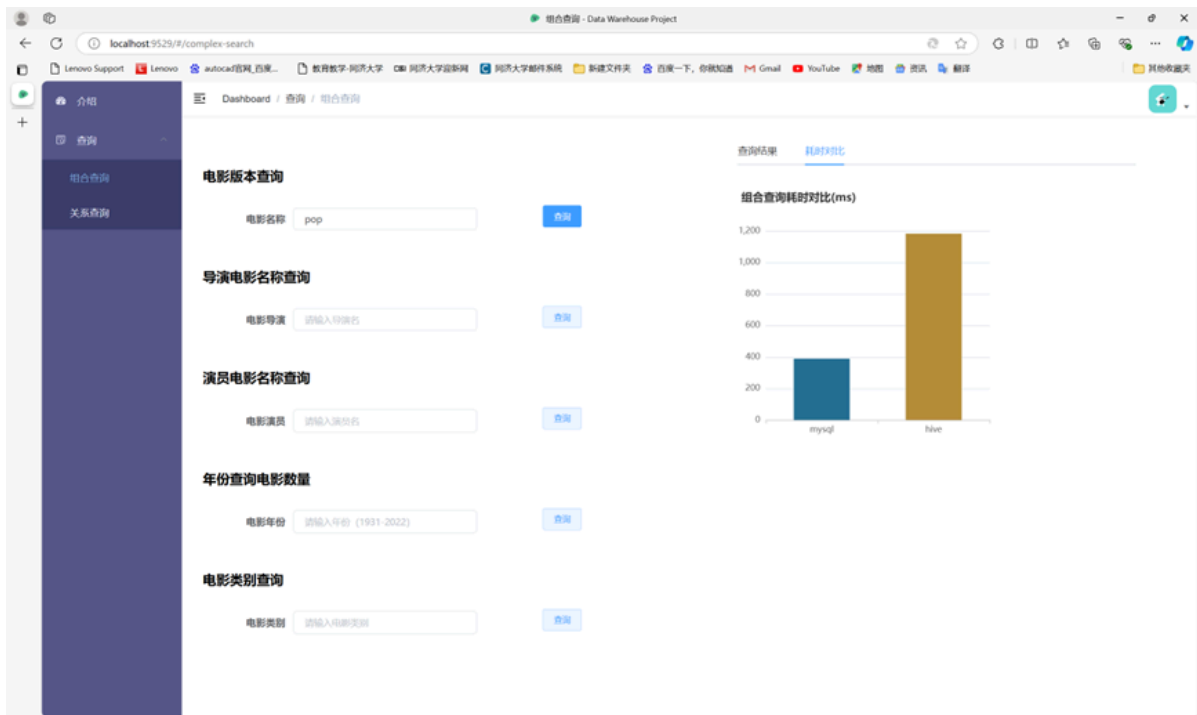 组合查询 - Data Warehouse Project
localhost:9529/#/complex-search
Lenovo Support Lenovo autocad官网_百度... 教育教学-同济大学 同济大学迎新网 同济大学邮件系统 新建文件夹 百度一下，你就知道 Gmail YouTube 地图 资讯 翻译 其他收藏夹
介绍
查询
组合查询
关系查询
Dashboard / 查询 / 组合查询
电影版本查询
电影名称 pop 查询
导演电影名称查询
电影导演 请输入导演名 查询
演员电影名称查询
电影演员 请输入演员名 查询
年份查询电影数量
电影年份 请输入年份 (1931-2022) 查询
电影类别查询
电影类别 请输入电影类别 查询
查询结果 耗时对比
组合查询耗时对比(ms)
1,200
1,000
800
600
400
200
0
mysql hive